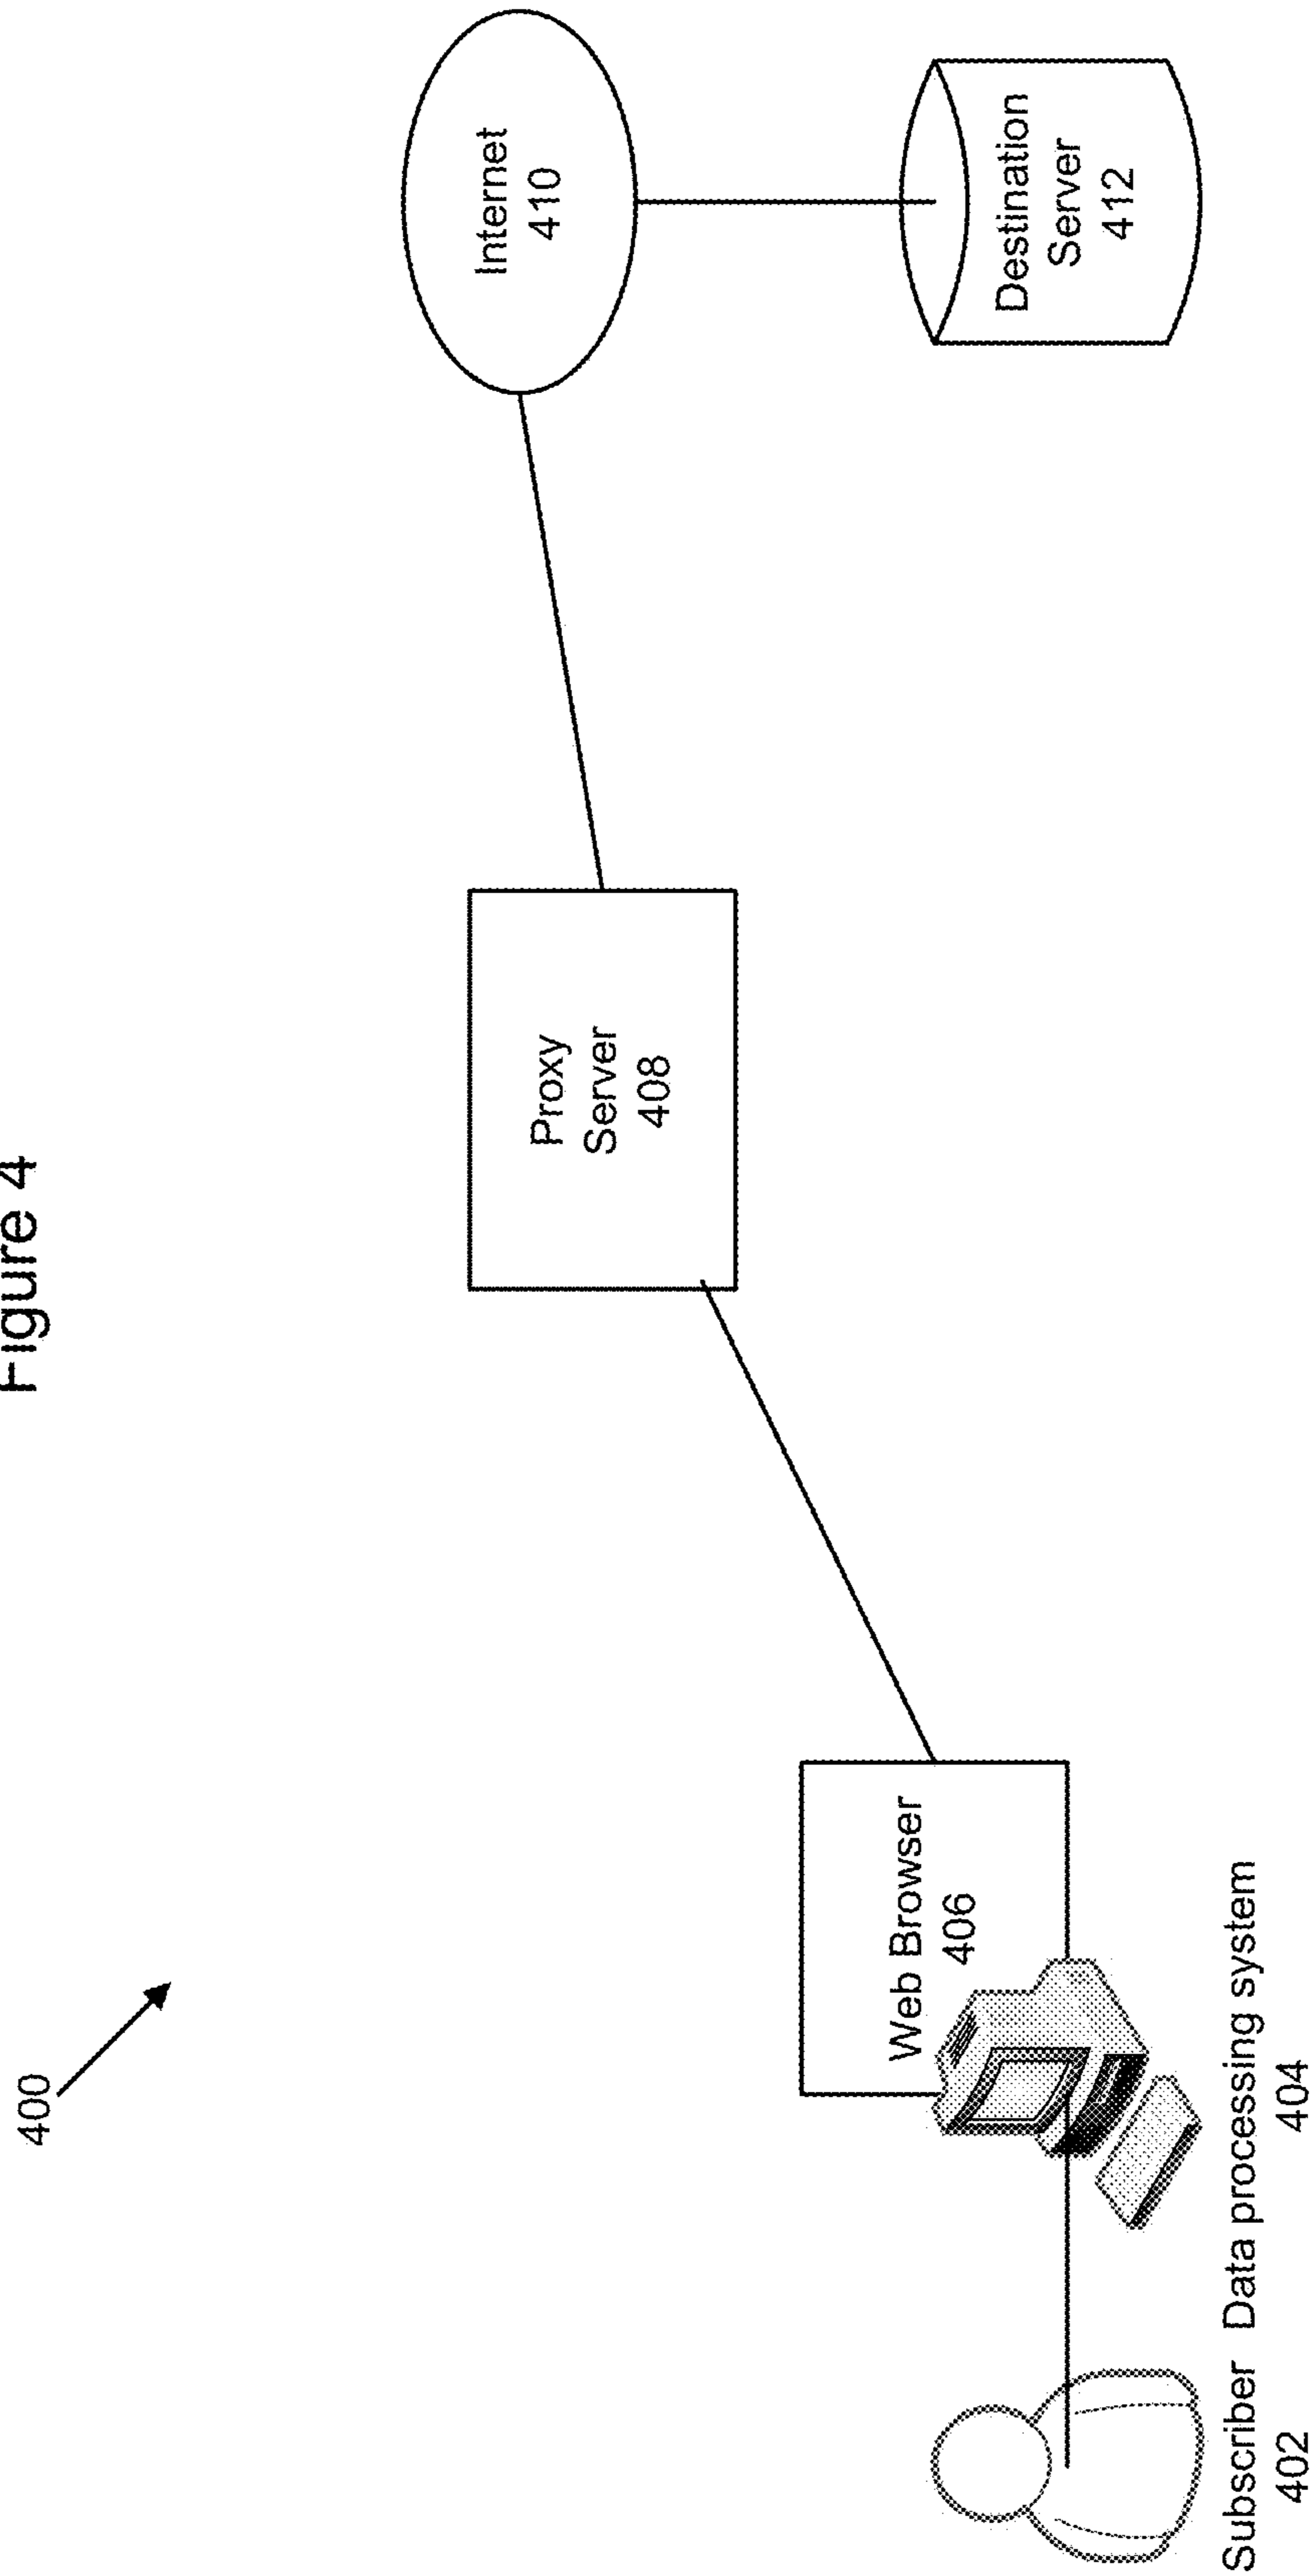 Figure 4
400
Internet
410
Proxy
Server
408
Destination
Server
412
Web Browser
406
Subscriber
402
Data processing system
404